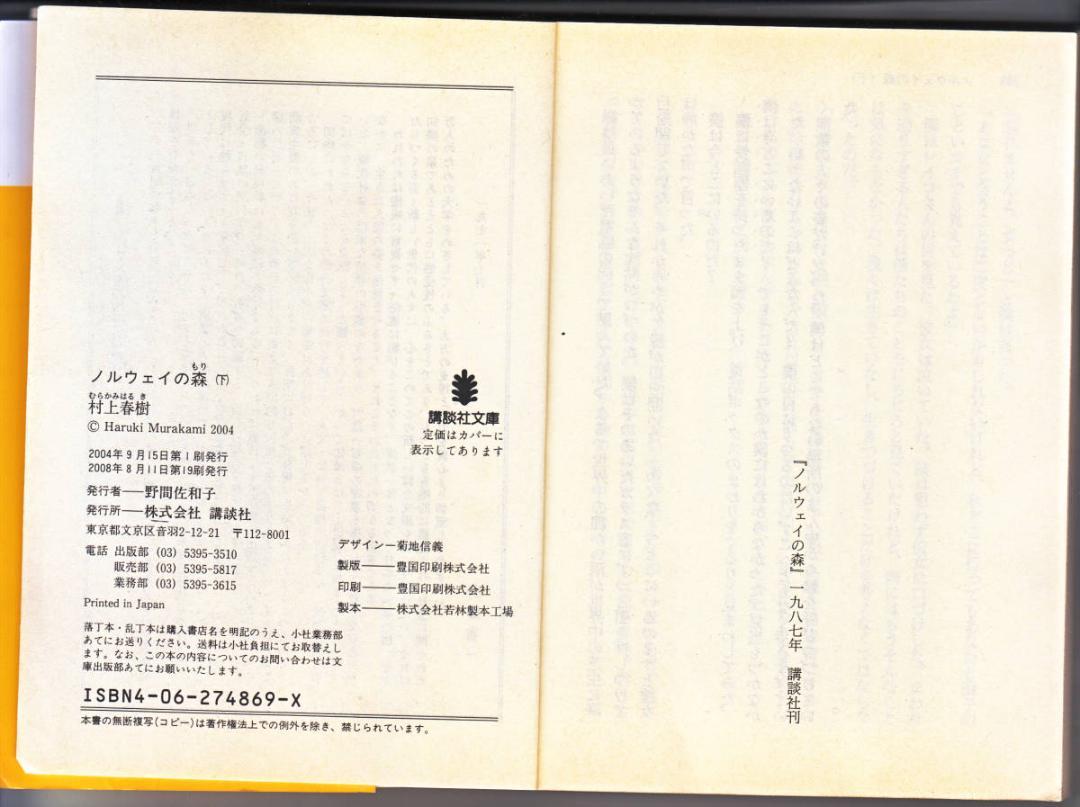 『ノルウェイの森』一九八七年　講談社刊
ノルウェイの森(下)
もり
むらかみはるき
村上春樹
© Haruki Murakami 2004
講談社文庫
定価はカバーに
表示してあります
2004年9月15日第1刷発行
2008年8月11日第19刷発行
発行者――野間佐和子
発行所――株式会社 講談社
東京都文京区音羽2-12-21　〒112-8001
電話 出版部 (03) 5395-3510
販売部 (03) 5395-5817
業務部 (03) 5395-3615
Printed in Japan
デザイン―菊地信義
製版――豊国印刷株式会社
印刷――豊国印刷株式会社
製本――株式会社若林製本工場
落丁本・乱丁本は購入書店名を明記のうえ、小社業務部
あてにお送りください。送料は小社負担にてお取替えし
ます。なお、この本の内容についてのお問い合わせは文
庫出版部あてにお願いいたします。
ISBN4-06-274869-X
本書の無断複写(コピー)は著作権法上での例外を除き、禁じられています。